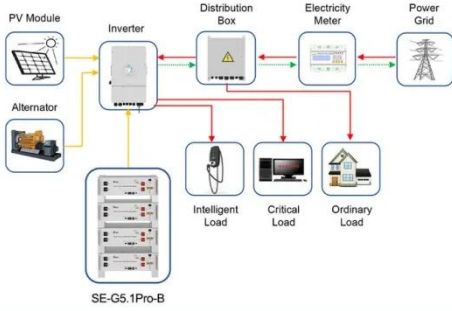 PV Module
Inverter
Distribution
Box
Electricity
Meter
Power
Grid
Alternator
Intelligent
Load
Critical
Load
Ordinary
Load
SE-G5.1Pro-B